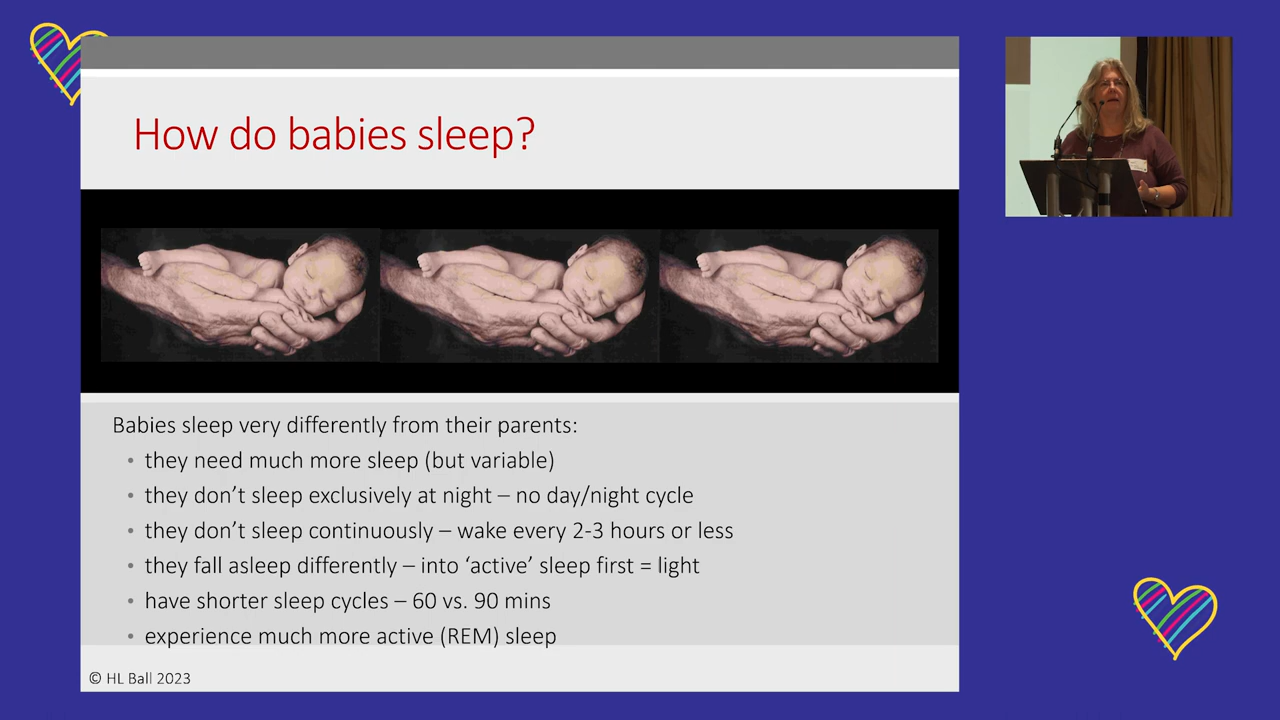 How do babies sleep?
Babies sleep very differently from their parents:
• they need much more sleep (but variable)
• they don’t sleep exclusively at night – no day/night cycle
• they don’t sleep continuously – wake every 2-3 hours or less
• they fall asleep differently – into ‘active’ sleep first = light
• have shorter sleep cycles – 60 vs. 90 mins
• experience much more active (REM) sleep
© HL Ball 2023